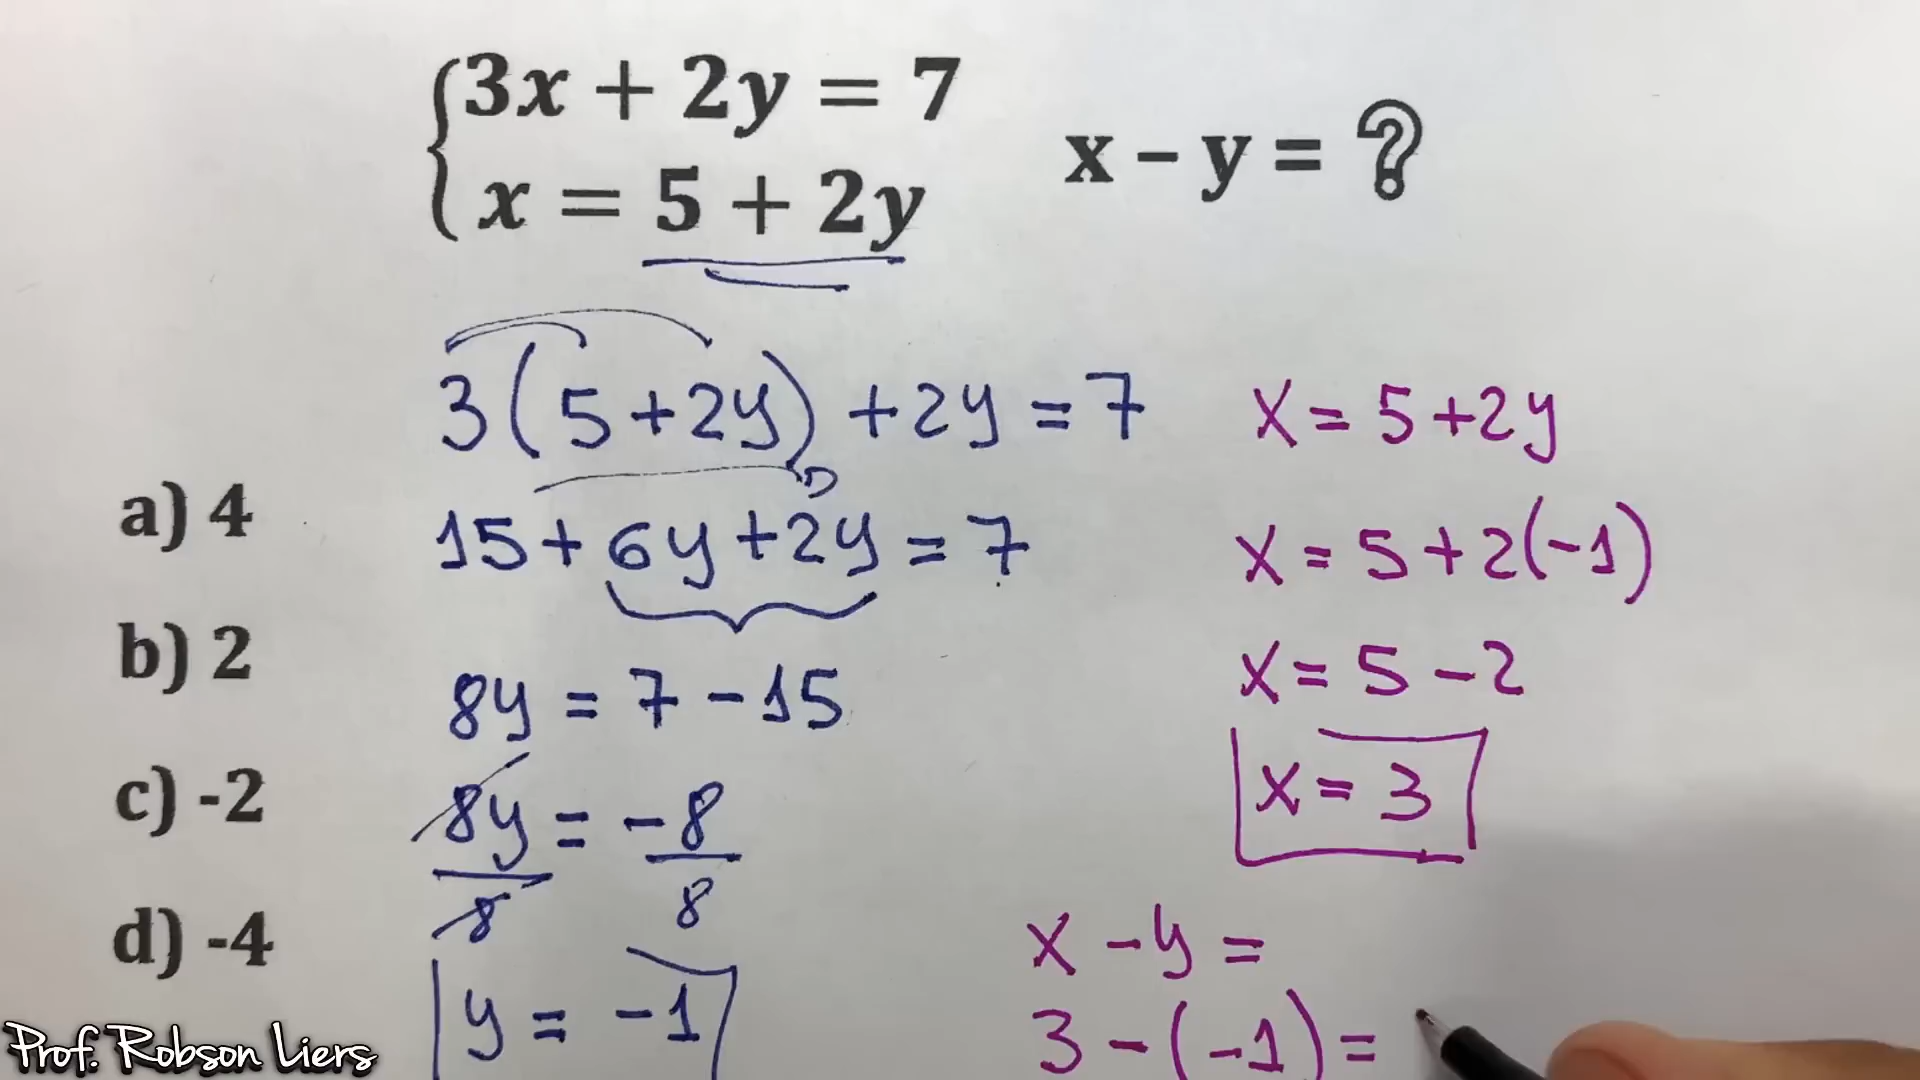 3x + 2y = 7
x = 5 + 2y
x - y = ?
3(5+2y) +2y = 7
15+6y+2y = 7
8y = 7 - 15
8y = -8
8 8
y = -1
x = 5+2y
x = 5+2(-1)
x = 5 - 2
x = 3
x - y =
3 - (-1) =
a) 4
b) 2
c) -2
d) -4
Prof. Robson Liers